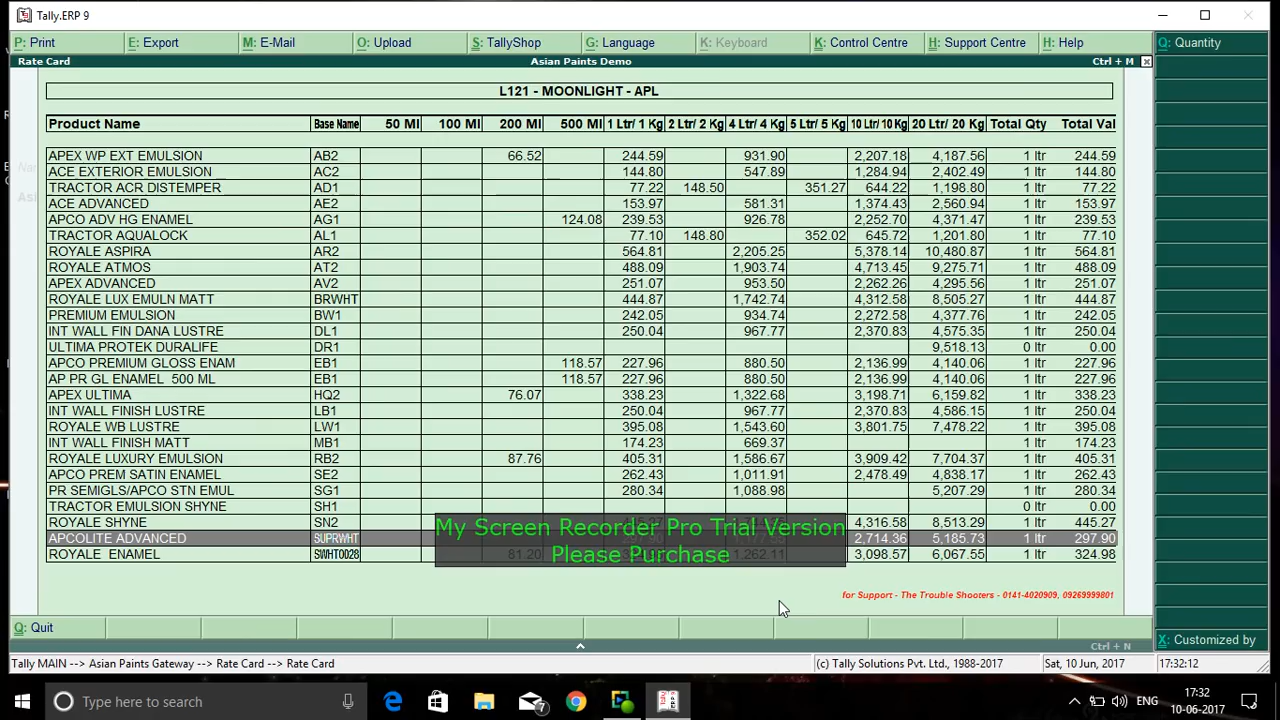 Tally.ERP 9
P: Print E: Export M: E-Mail O: Upload S: TallyShop G: Language K: Keyboard K: Control Centre H: Support Centre H: Help Q: Quantity
Rate Card Asian Paints Demo Ctrl + M
L121 - MOONLIGHT - APL
Product Name Base Name 50 Ml 100 Ml 200 Ml 500 Ml 1 Ltr/ 1 Kg 2 Ltr/ 2 Kg 4 Ltr/ 4 Kg 5 Ltr/ 5 Kg 10 Ltr/ 10 Kg 20 Ltr/ 20 Kg Total Qty Total Val
APEX WP EXT EMULSION AB2 66.52 244.59 931.90 2,207.18 4,187.56 1 ltr 244.59
ACE EXTERIOR EMULSION AC2 144.80 547.89 1,284.94 2,402.49 1 ltr 144.80
TRACTOR ACR DISTEMPER AD1 77.22 148.50 351.27 644.22 1,198.80 1 ltr 77.22
ACE ADVANCED AE2 153.97 581.31 1,374.43 2,560.94 1 ltr 153.97
APCO ADV HG ENAMEL AG1 124.08 239.53 926.78 2,252.70 4,371.47 1 ltr 239.53
TRACTOR AQUALOCK AL1 77.10 148.80 352.02 645.72 1,201.80 1 ltr 77.10
ROYALE ASPIRA AR2 564.81 2,205.25 5,378.14 10,480.87 1 ltr 564.81
ROYALE ATMOS AT2 488.09 1,903.74 4,713.45 9,275.71 1 ltr 488.09
APEX ADVANCED AV2 251.07 953.50 2,262.26 4,295.56 1 ltr 251.07
ROYALE LUX EMULN MATT BRWHT 444.87 1,742.74 4,312.58 8,505.27 1 ltr 444.87
PREMIUM EMULSION BW1 242.05 934.74 2,272.58 4,377.76 1 ltr 242.05
INT WALL FIN DANA LUSTRE DL1 250.04 967.77 2,370.83 4,575.35 1 ltr 250.04
ULTIMA PROTEK DURALIFE DR1 9,518.13 0 ltr 0.00
APCO PREMIUM GLOSS ENAM EB1 118.57 227.96 880.50 2,136.99 4,140.06 1 ltr 227.96
AP PR GL ENAMEL 500 ML EB1 118.57 227.96 880.50 2,136.99 4,140.06 1 ltr 227.96
APEX ULTIMA HQ2 76.07 338.23 1,322.68 3,198.71 6,159.82 1 ltr 338.23
INT WALL FINISH LUSTRE LB1 250.04 967.77 2,370.83 4,586.15 1 ltr 250.04
ROYALE WB LUSTRE LW1 395.08 1,543.60 3,801.75 7,478.22 1 ltr 395.08
INT WALL FINISH MATT MB1 174.23 669.37 1 ltr 174.23
ROYALE LUXURY EMULSION RB2 87.76 405.31 1,586.67 3,909.42 7,704.37 1 ltr 405.31
APCO PREM SATIN ENAMEL SE2 262.43 1,011.91 2,478.49 4,838.17 1 ltr 262.43
PR SEMIGLS/APCO STN EMUL SG1 280.34 1,088.98 5,207.29 1 ltr 280.34
TRACTOR EMULSION SHYNE SH1 0 ltr 0.00
ROYALE SHYNE SN2 4,316.58 8,513.29 1 ltr 445.27
APCOLITE ADVANCED SUPRWHT 297.90 2,714.36 5,185.73 1 ltr 297.90
ROYALE ENAMEL SWHT0028 81.20 1,262.11 3,098.57 6,067.55 1 ltr 324.98
My Screen Recorder Pro Trial Version
Please Purchase
for Support - The Trouble Shooters - 0141-4020909, 09269999801
Q: Quit X: Customized by
Ctrl + N
Tally MAIN --> Asian Paints Gateway --> Rate Card --> Rate Card (c) Tally Solutions Pvt. Ltd., 1988-2017 Sat, 10 Jun, 2017 17:32:12
Type here to search 7 ENG 17:32
10-06-2017